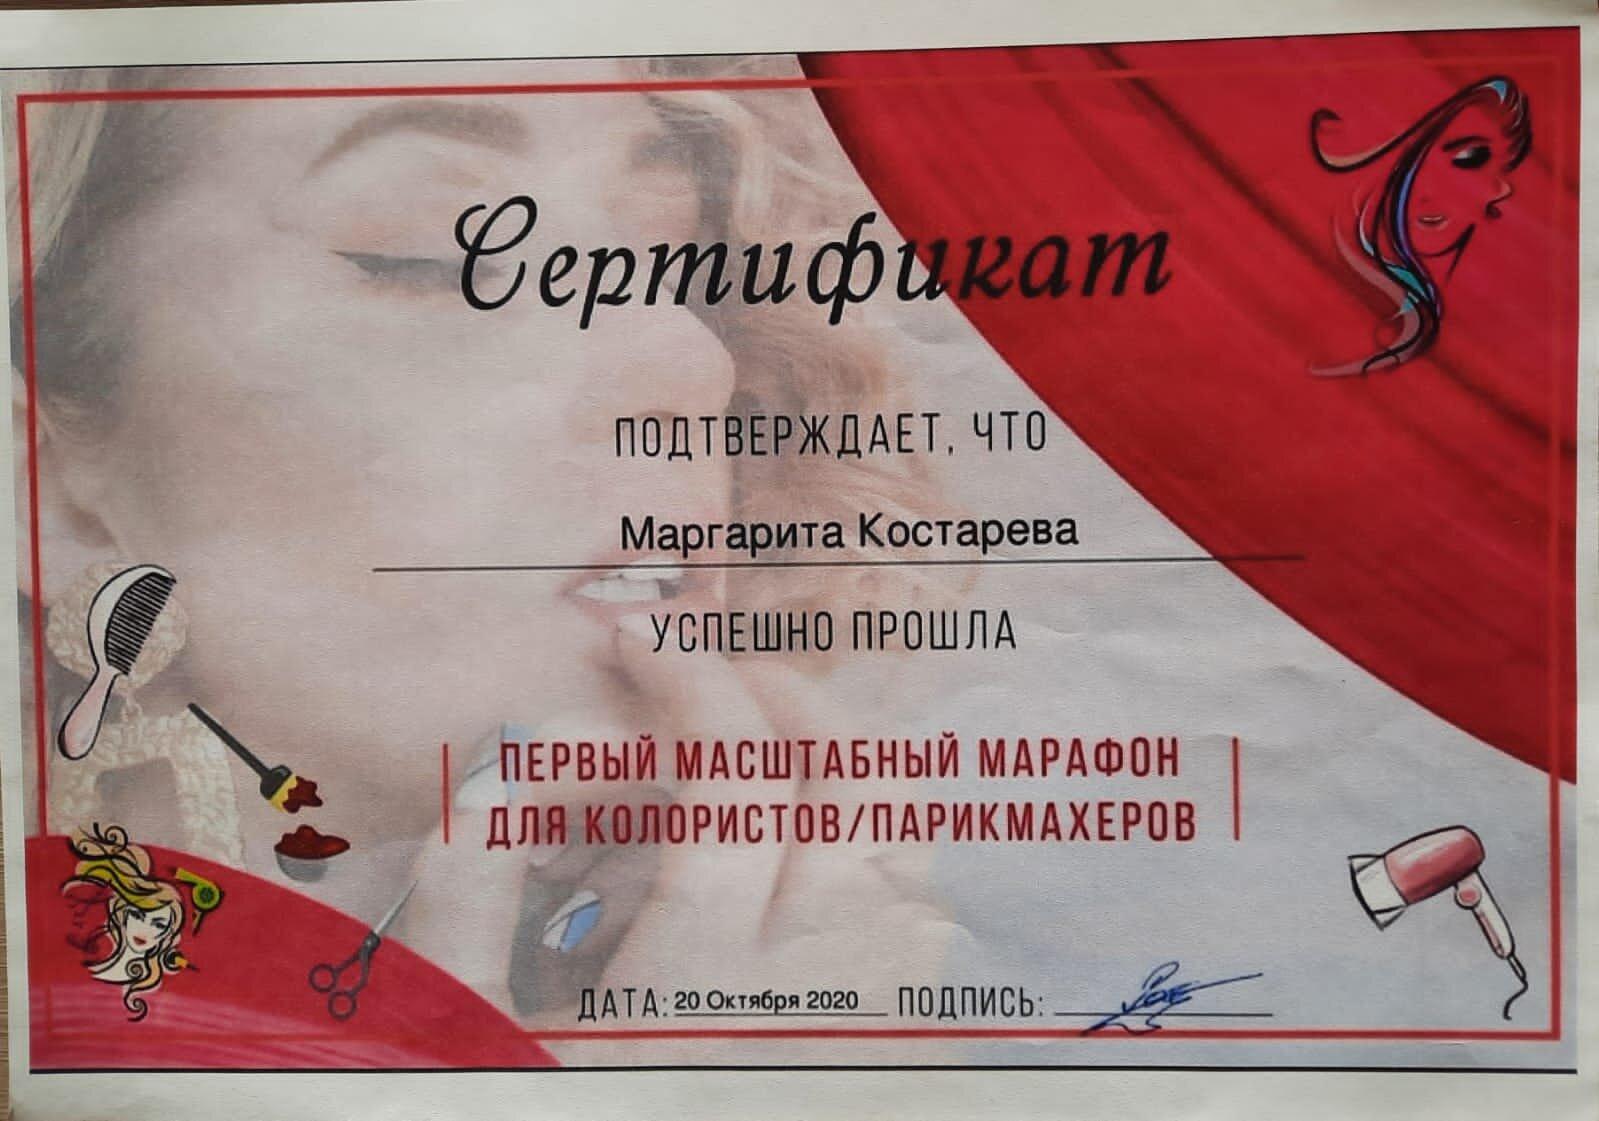 Сертификат
ПОДТВЕРЖДАЕТ, ЧТО
Маргарита Костарева
УСПЕШНО ПРОШЛА
ПЕРВЫЙ МАСШТАБНЫЙ МАРАФОН
ДЛЯ КОЛОРИСТОВ/ПАРИКМАХЕРОВ
ДАТА: 20 Октября 2020 ПОДПИСЬ: